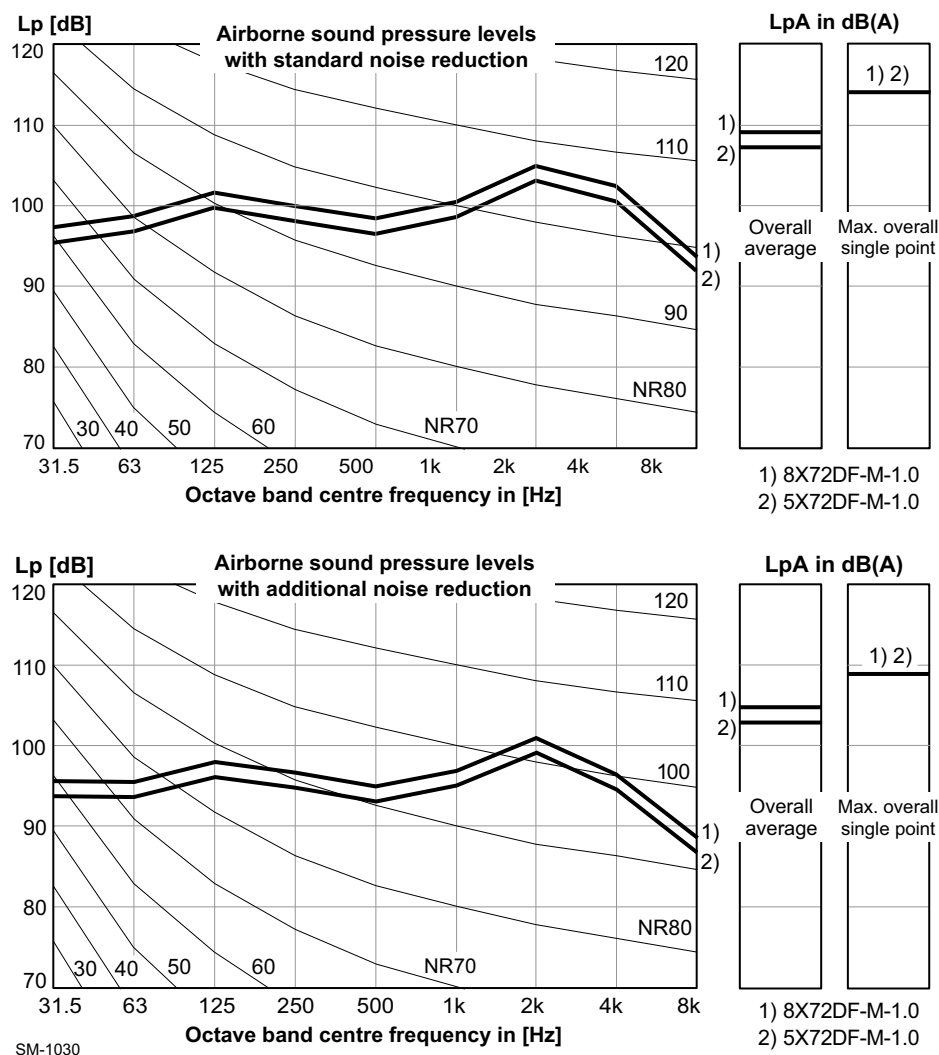 Lp [dB]
Airborne sound pressure levels
with standard noise reduction
LpA in dB(A)
120
110
100
90
80
70
120
110
90
NR80
NR70
60
50
40
30
1)
2)
31.5 63 125 250 500 1k 2k 4k 8k
Octave band centre frequency in [Hz]
1)
2)
Overall
average
1) 2)
Max. overall
single point
1) 8X72DF-M-1.0
2) 5X72DF-M-1.0
Lp [dB]
Airborne sound pressure levels
with additional noise reduction
LpA in dB(A)
120
110
100
90
80
70
120
110
100
NR80
NR70
60
50
40
30
1)
2)
31.5 63 125 250 500 1k 2k 4k 8k
Octave band centre frequency in [Hz]
1)
2)
Overall
average
1) 2)
Max. overall
single point
1) 8X72DF-M-1.0
2) 5X72DF-M-1.0
SM-1030